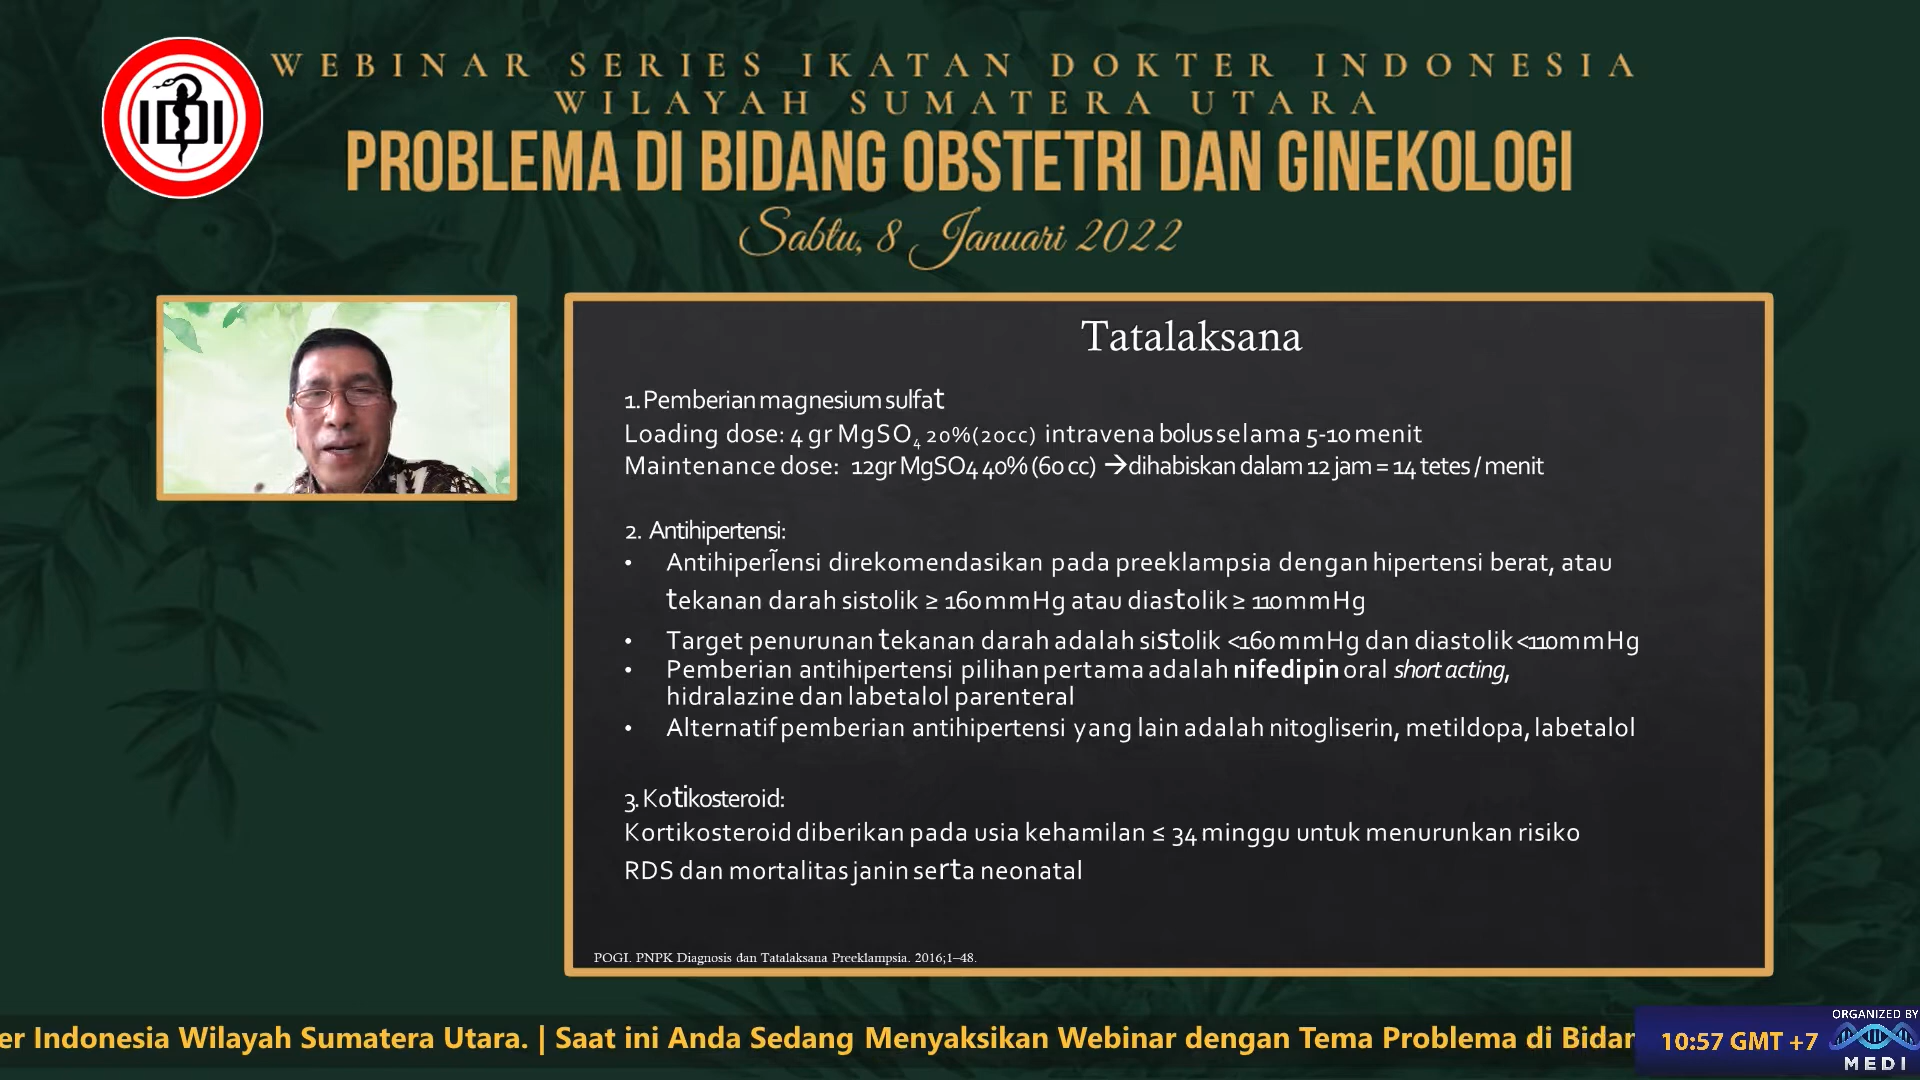 WEBINAR SERIES IKATAN DOKTER INDONESIA
WILAYAH SUMATERA UTARA
PROBLEMA DI BIDANG OBSTETRI DAN GINEKOLOGI
Sabtu, 8 Januari 2022
IDI
Tatalaksana
1. Pemberian magnesium sulfat
Loading dose: 4 gr MgSO4 20%(20cc) intravena bolus selama 5-10 menit
Maintenance dose: 12gr MgSO4 40% (60 cc) →dihabiskan dalam 12 jam = 14 tetes / menit
2. Antihipertensi:
• Antihiperĩensi direkomendasikan pada preeklampsia dengan hipertensi berat, atau
tekanan darah sistolik ≥ 160 mmHg atau diastolik ≥ 110 mmHg
• Target penurunan tekanan darah adalah sistolik <160 mmHg dan diastolik <110 mmHg
• Pemberian antihipertensi pilihan pertama adalah nifedipin oral short acting,
hidralazine dan labetalol parenteral
• Alternatif pemberian antihipertensi yang lain adalah nitogliserin, metildopa, labetalol
3. Kotikosteroid:
Kortikosteroid diberikan pada usia kehamilan ≤ 34 minggu untuk menurunkan risiko
RDS dan mortalitas janin serta neonatal
POGI. PNPK Diagnosis dan Tatalaksana Preeklampsia. 2016;1–48.
er Indonesia Wilayah Sumatera Utara. | Saat ini Anda Sedang Menyaksikan Webinar dengan Tema Problema di Bidan
10:57 GMT +7
ORGANIZED BY
MEDI